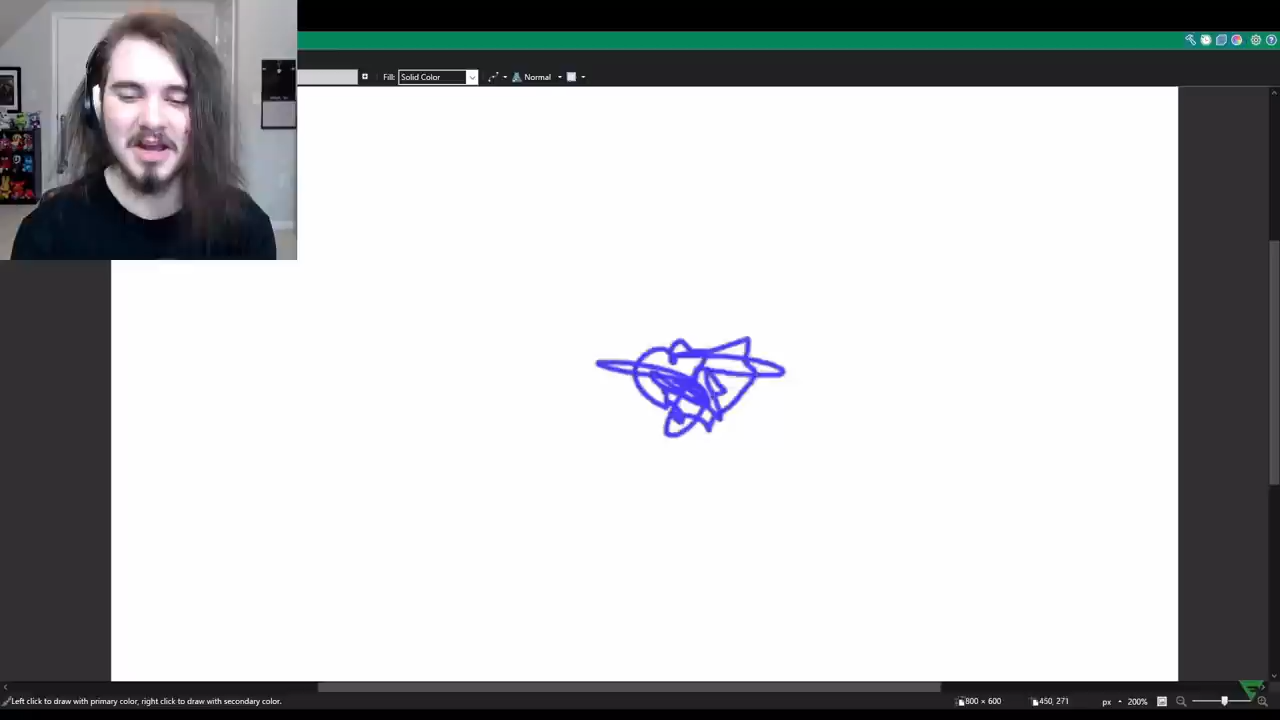 Fill: Solid Color Normal
Left click to draw with primary color, right click to draw with secondary color. 800 × 600 450, 271 px 200%